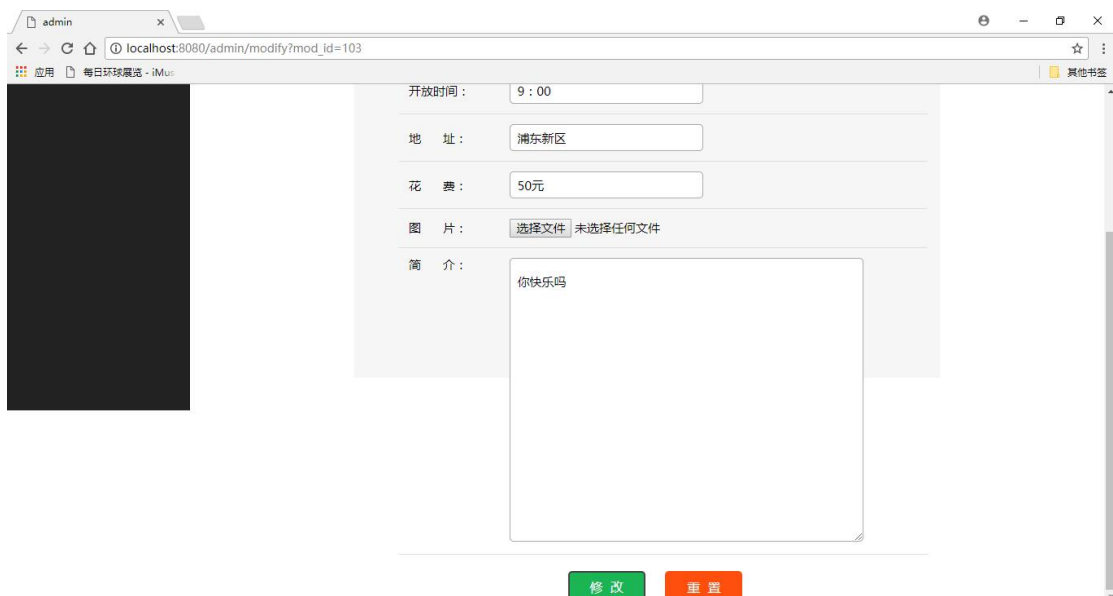 admin
localhost:8080/admin/modify?mod_id=103
应用 每日环球展览 - iMus 其他书签
开放时间： 9：00
地 址： 浦东新区
花 费： 50元
图 片： 选择文件 未选择任何文件
简 介： 你快乐吗
修 改 重 置